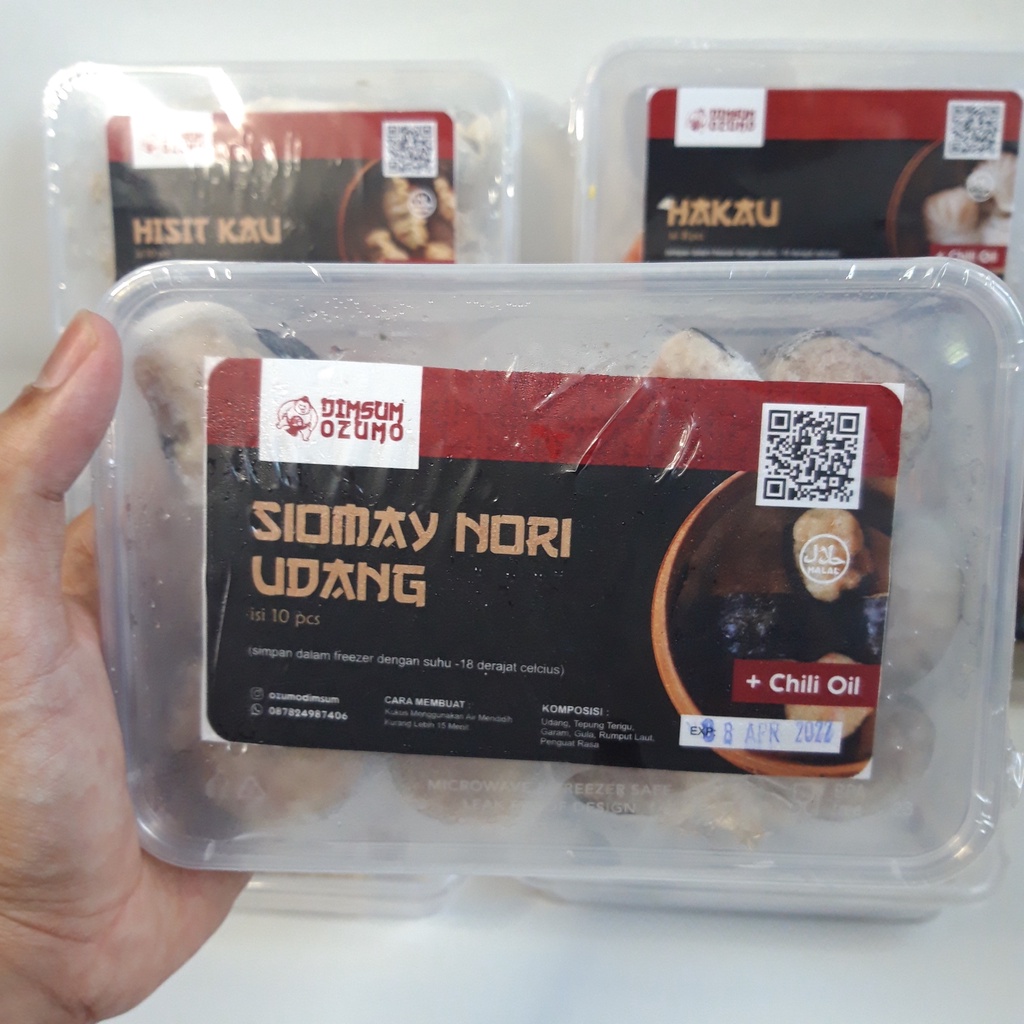 HISIT KAU
DIMSUM
OZUMO
HAKAU
+ Chili Oil
DIMSUM
OZUMO
SIOMAY NORI
UDANG
isi 10 pcs
(simpan dalam freezer dengan suhu -18 derajat celcius)
ozumodimsum
087824987406
CARA MEMBUAT :
Kukus Menggunakan Air Mendidih
Kurang Lebih 15 Menit.
KOMPOSISI :
Udang, Tepung Terigu,
Garam, Gula, Rumput Laut,
Penguat Rasa
حلال
HALAL
+ Chili Oil
EXP:
8 APR 2022
FREEZER SAFE
DESIGN